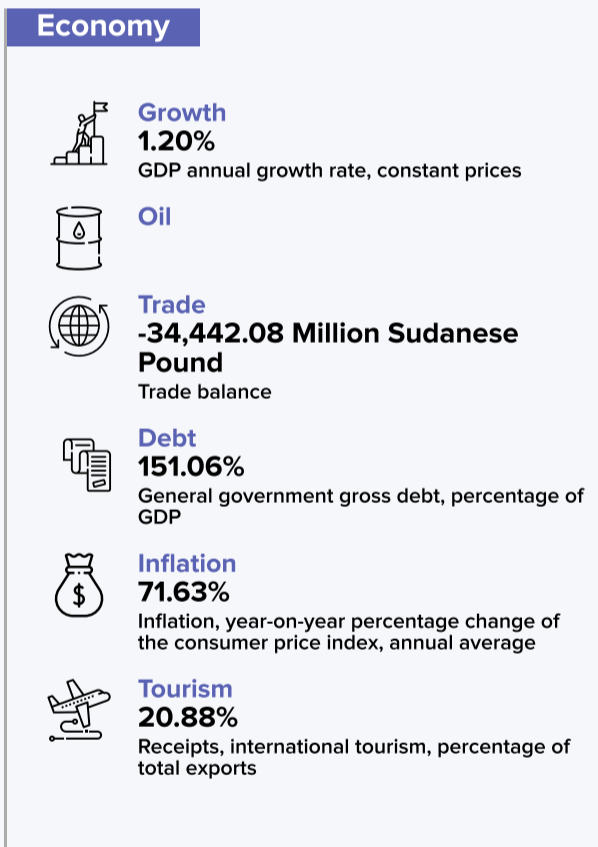 Economy
Growth
1.20%
GDP annual growth rate, constant prices
Oil
Trade
-34,442.08 Million Sudanese
Pound
Trade balance
Debt
151.06%
General government gross debt, percentage of
GDP
Inflation
71.63%
Inflation, year-on-year percentage change of
the consumer price index, annual average
Tourism
20.88%
Receipts, international tourism, percentage of
total exports